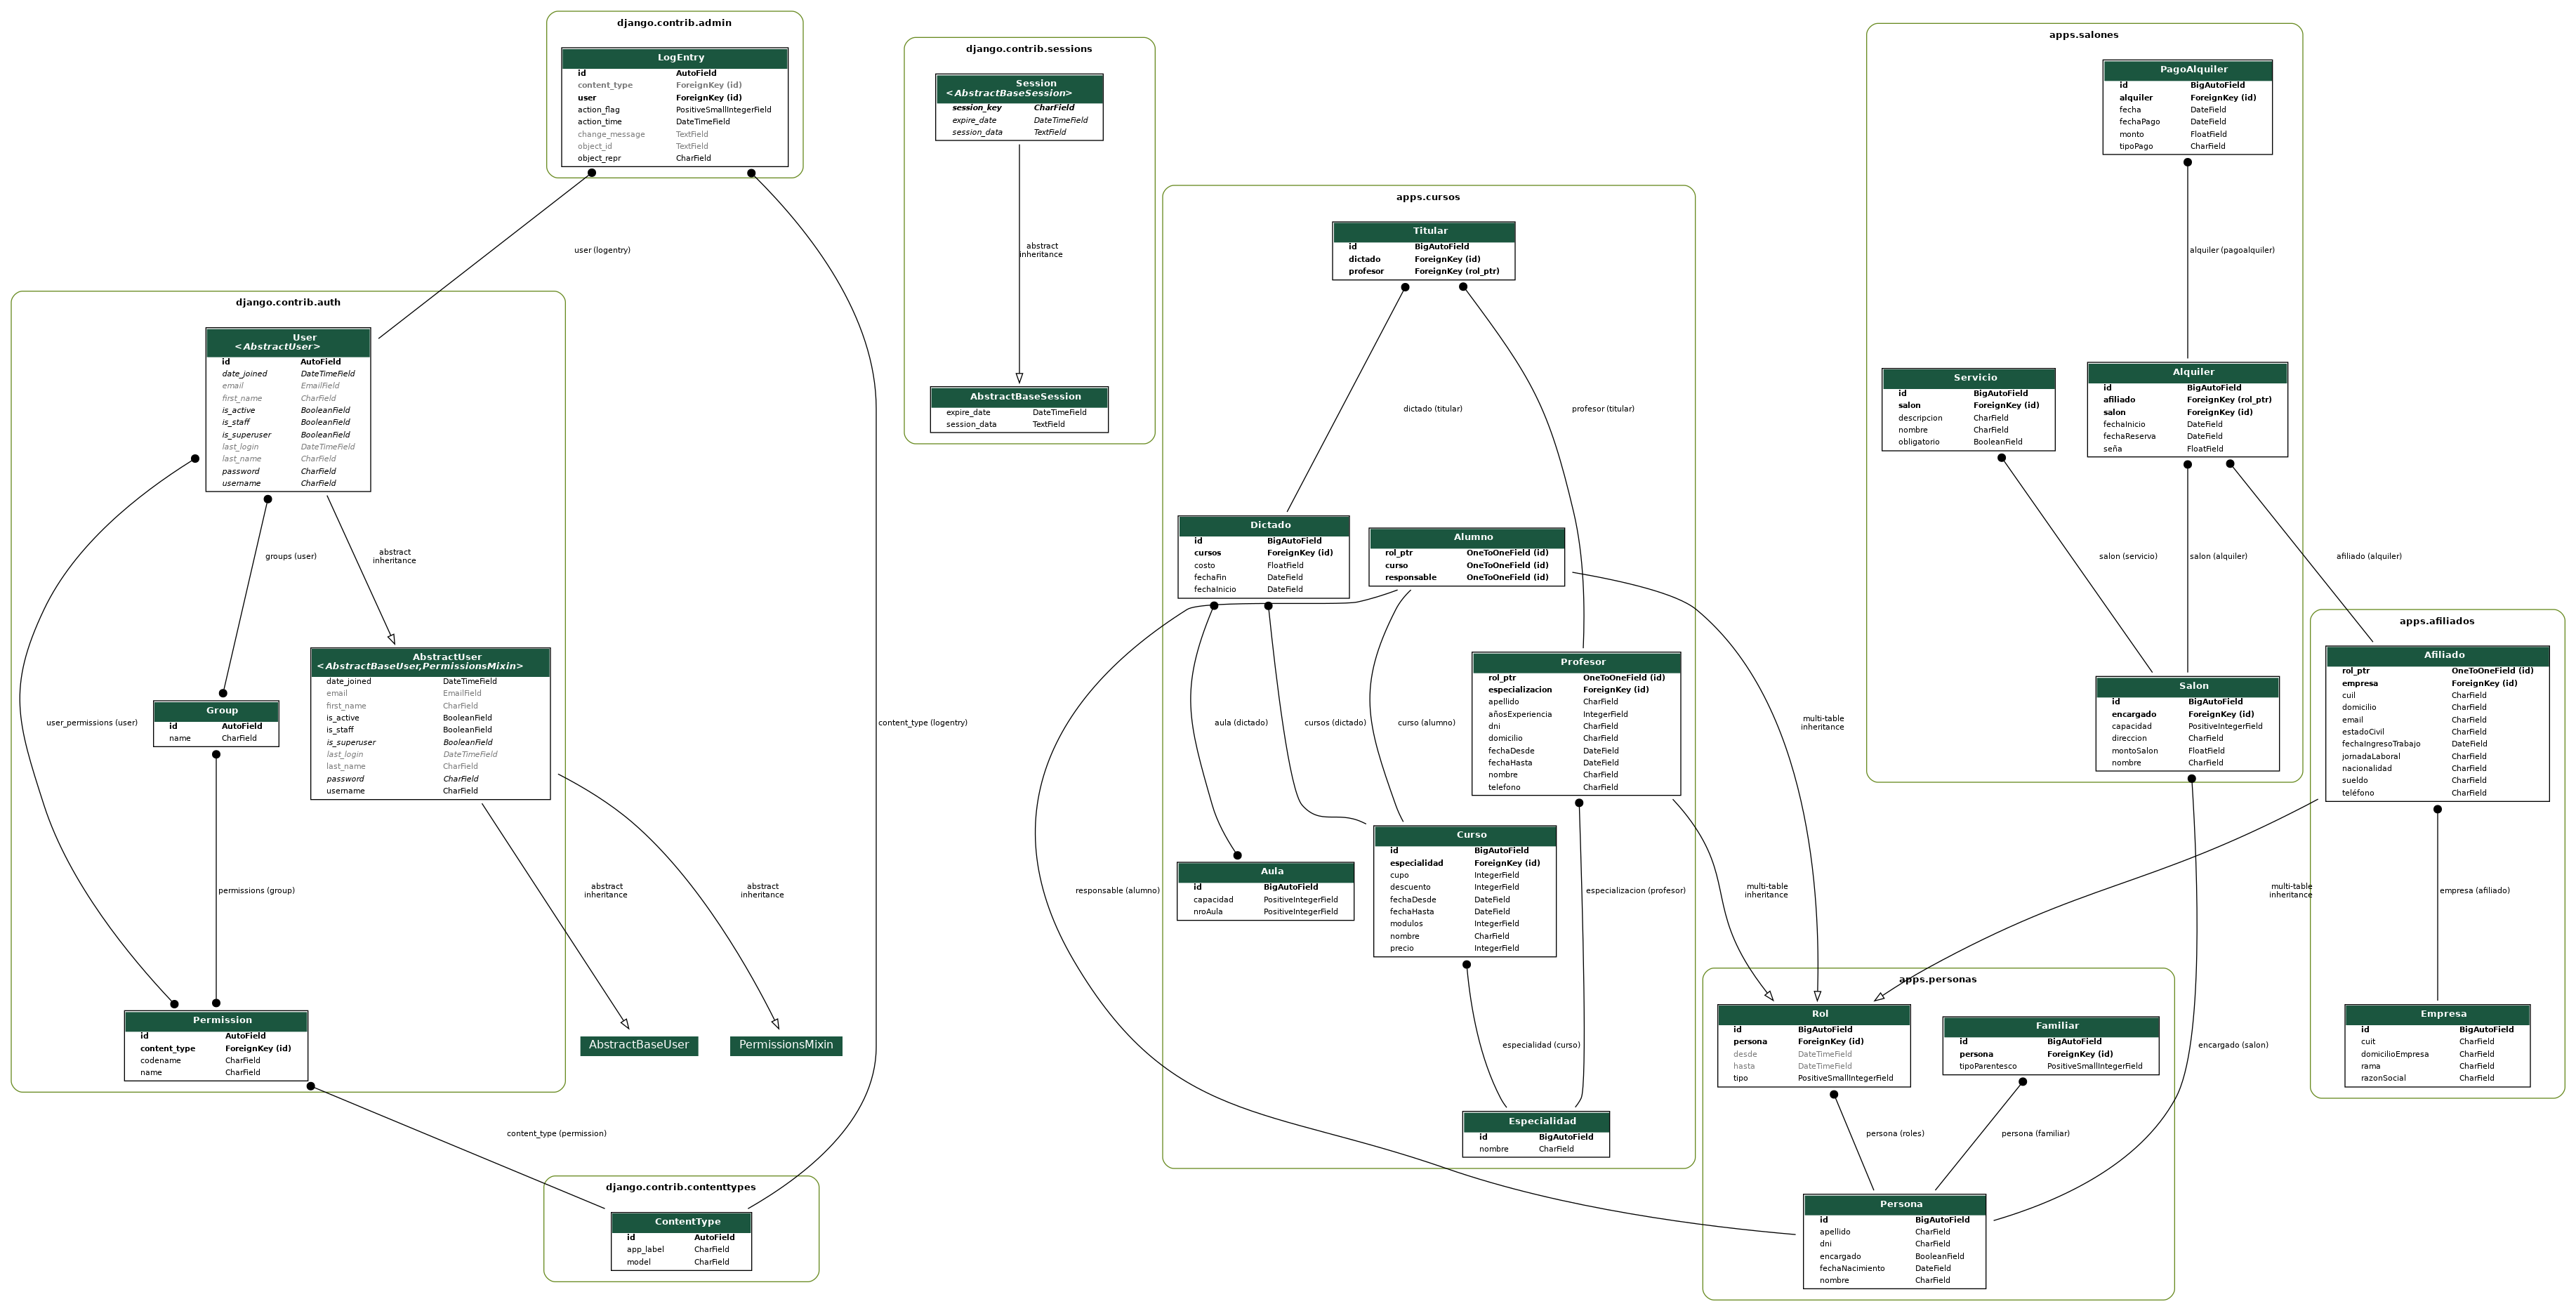 django.contrib.admin
LogEntry
id AutoField
content_type ForeignKey (id)
user ForeignKey (id)
action_flag PositiveSmallIntegerField
action_time DateTimeField
change_message TextField
object_id TextField
object_repr CharField
user (logentry)
content_type (logentry)
django.contrib.auth
User
<AbstractUser>
id AutoField
date_joined DateTimeField
email EmailField
first_name CharField
is_active BooleanField
is_staff BooleanField
is_superuser BooleanField
last_login DateTimeField
last_name CharField
password CharField
username CharField
groups (user)
abstract
inheritance
user_permissions (user)
Group
id AutoField
name CharField
AbstractUser
<AbstractBaseUser,PermissionsMixin>
date_joined DateTimeField
email EmailField
first_name CharField
is_active BooleanField
is_staff BooleanField
is_superuser BooleanField
last_login DateTimeField
last_name CharField
password CharField
username CharField
permissions (group)
abstract
inheritance
abstract
inheritance
Permission
id AutoField
content_type ForeignKey (id)
codename CharField
name CharField
AbstractBaseUser
PermissionsMixin
content_type (permission)
django.contrib.contenttypes
ContentType
id AutoField
app_label CharField
model CharField
django.contrib.sessions
Session
<AbstractBaseSession>
session_key CharField
expire_date DateTimeField
session_data TextField
abstract
inheritance
AbstractBaseSession
expire_date DateTimeField
session_data TextField
apps.cursos
Titular
id BigAutoField
dictado ForeignKey (id)
profesor ForeignKey (rol_ptr)
dictado (titular)
profesor (titular)
Dictado
id BigAutoField
cursos ForeignKey (id)
costo FloatField
fechaFin DateField
fechaInicio DateField
Alumno
rol_ptr OneToOneField (id)
curso OneToOneField (id)
responsable OneToOneField (id)
Profesor
rol_ptr OneToOneField (id)
especializacion ForeignKey (id)
apellido CharField
añosExperiencia IntegerField
dni CharField
domicilio CharField
fechaDesde DateField
fechaHasta DateField
nombre CharField
telefono CharField
aula (dictado)
cursos (dictado)
curso (alumno)
multi-table
inheritance
Aula
id BigAutoField
capacidad PositiveIntegerField
nroAula PositiveIntegerField
Curso
id BigAutoField
especialidad ForeignKey (id)
cupo IntegerField
descuento IntegerField
fechaDesde DateField
fechaHasta DateField
modulos IntegerField
nombre CharField
precio IntegerField
responsable (alumno)
especializacion (profesor)
multi-table
inheritance
especialidad (curso)
Especialidad
id BigAutoField
nombre CharField
apps.salones
PagoAlquiler
id BigAutoField
alquiler ForeignKey (id)
fecha DateField
fechaPago DateField
monto FloatField
tipoPago CharField
alquiler (pagoalquiler)
Servicio
id BigAutoField
salon ForeignKey (id)
descripcion CharField
nombre CharField
obligatorio BooleanField
Alquiler
id BigAutoField
afiliado ForeignKey (rol_ptr)
salon ForeignKey (id)
fechaInicio DateField
fechaReserva DateField
seña FloatField
salon (servicio)
salon (alquiler)
afiliado (alquiler)
Salon
id BigAutoField
encargado ForeignKey (id)
capacidad PositiveIntegerField
direccion CharField
montoSalon FloatField
nombre CharField
apps.afiliados
Afiliado
rol_ptr OneToOneField (id)
empresa ForeignKey (id)
cuil CharField
domicilio CharField
email CharField
estadoCivil CharField
fechaIngresoTrabajo DateField
jornadaLaboral CharField
nacionalidad CharField
sueldo CharField
teléfono CharField
multi-table
inheritance
empresa (afiliado)
Empresa
id BigAutoField
cuit CharField
domicilioEmpresa CharField
rama CharField
razonSocial CharField
apps.personas
Rol
id BigAutoField
persona ForeignKey (id)
desde DateTimeField
hasta DateTimeField
tipo PositiveSmallIntegerField
Familiar
id BigAutoField
persona ForeignKey (id)
tipoParentesco PositiveSmallIntegerField
encargado (salon)
persona (roles)
persona (familiar)
Persona
id BigAutoField
apellido CharField
dni CharField
encargado BooleanField
fechaNacimiento DateField
nombre CharField